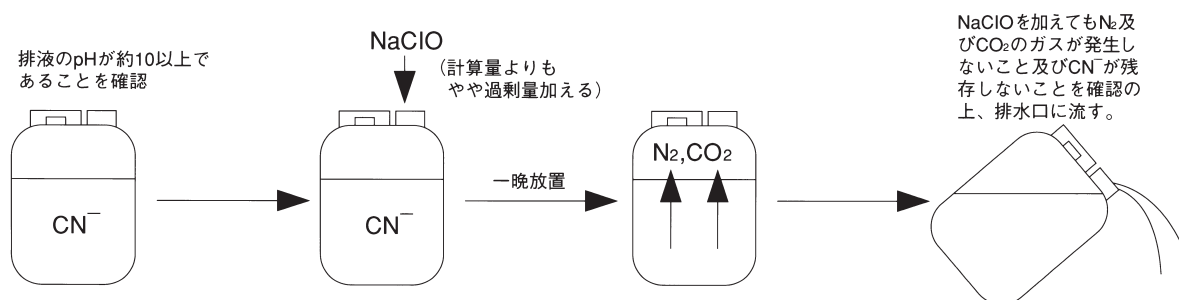 排液のpHが約10以上で
あることを確認
CN⁻
NaClO
（計算量よりも
やや過剰量加える）
CN⁻
一晩放置
N₂,CO₂
NaClOを加えてもN₂及
びCO₂のガスが発生し
ないこと及びCN⁻が残
存しないことを確認の
上、排水口に流す。